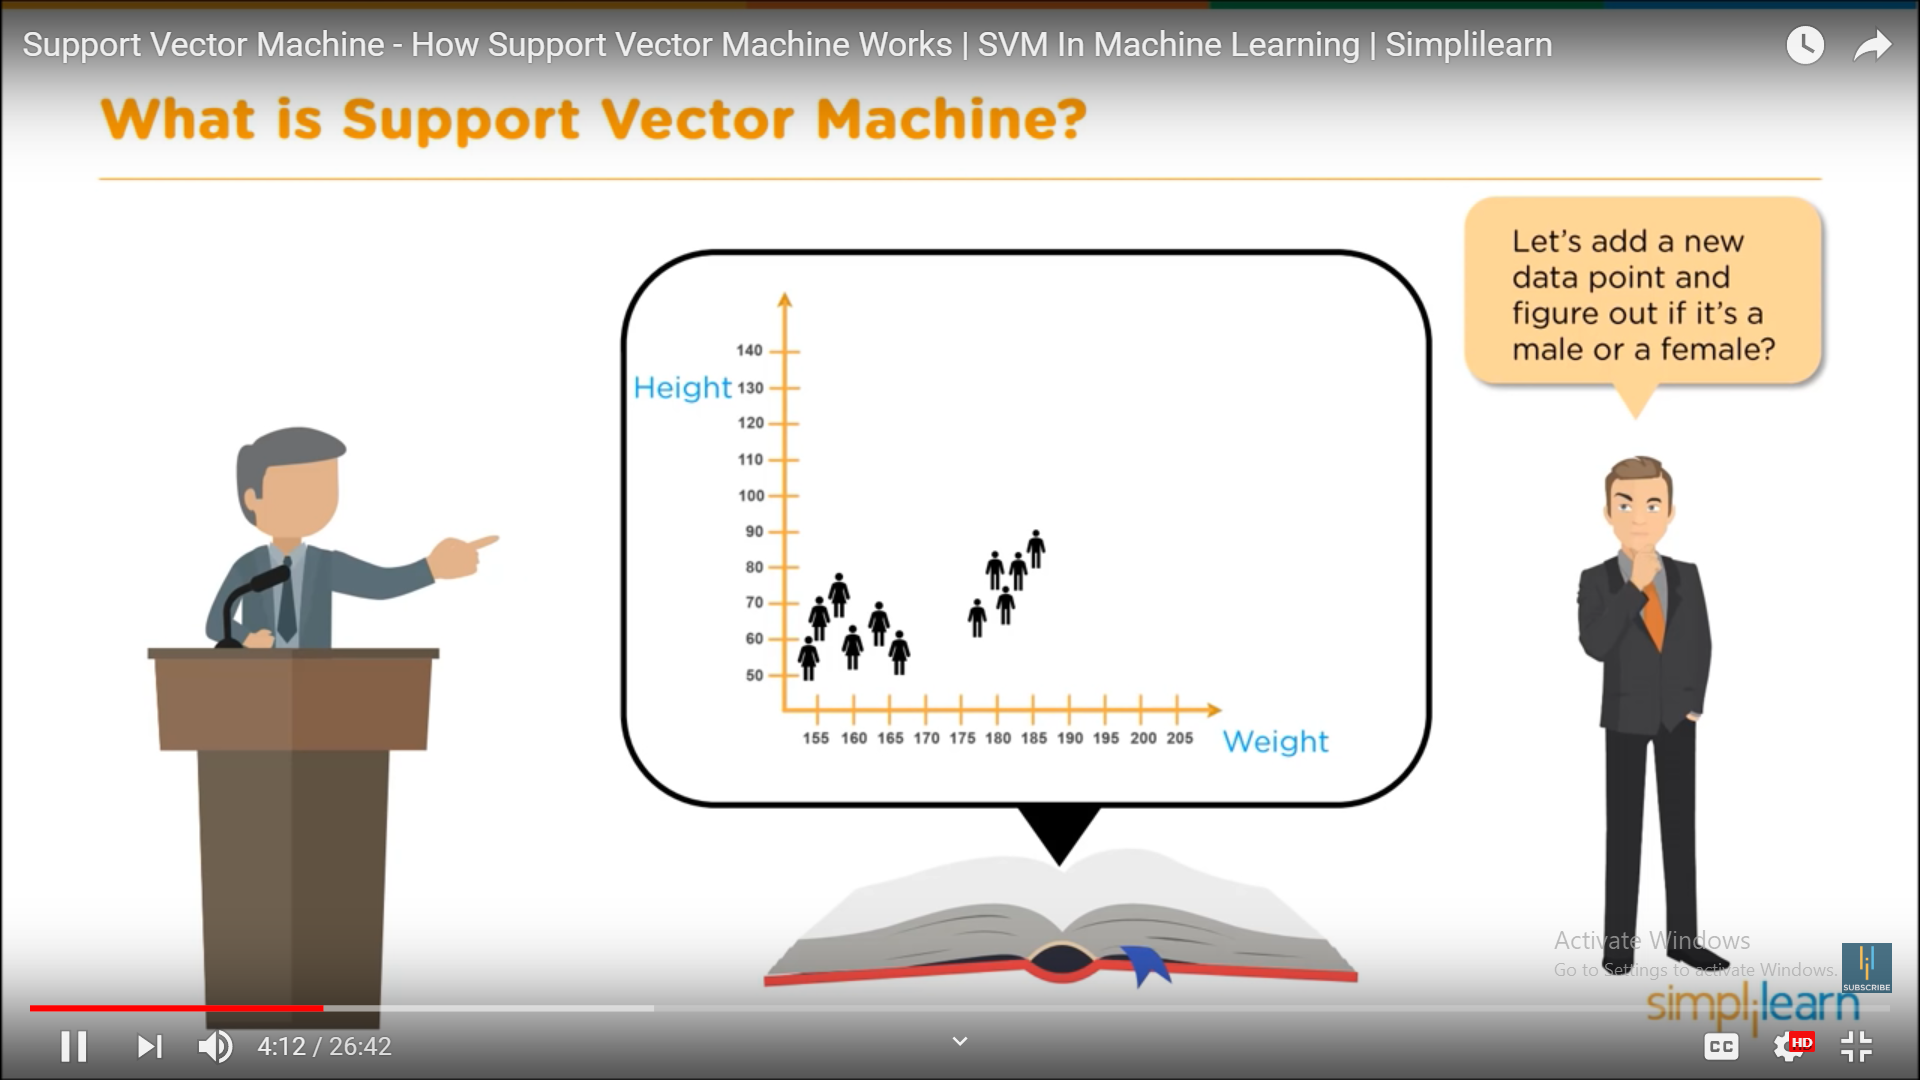 Support Vector Machine - How Support Vector Machine Works | SVM In Machine Learning | Simplilearn
What is Support Vector Machine?
Let's add a new
data point and
figure out if it's a
male or a female?
Height
140
130
120
110
100
90
80
70
60
50
155 160 165 170 175 180 185 190 195 200 205
Weight
Activate Windows
Go to Settings to activate Windows.
SUBSCRIBE
simplilearn
4:12 / 26:42
CC
HD